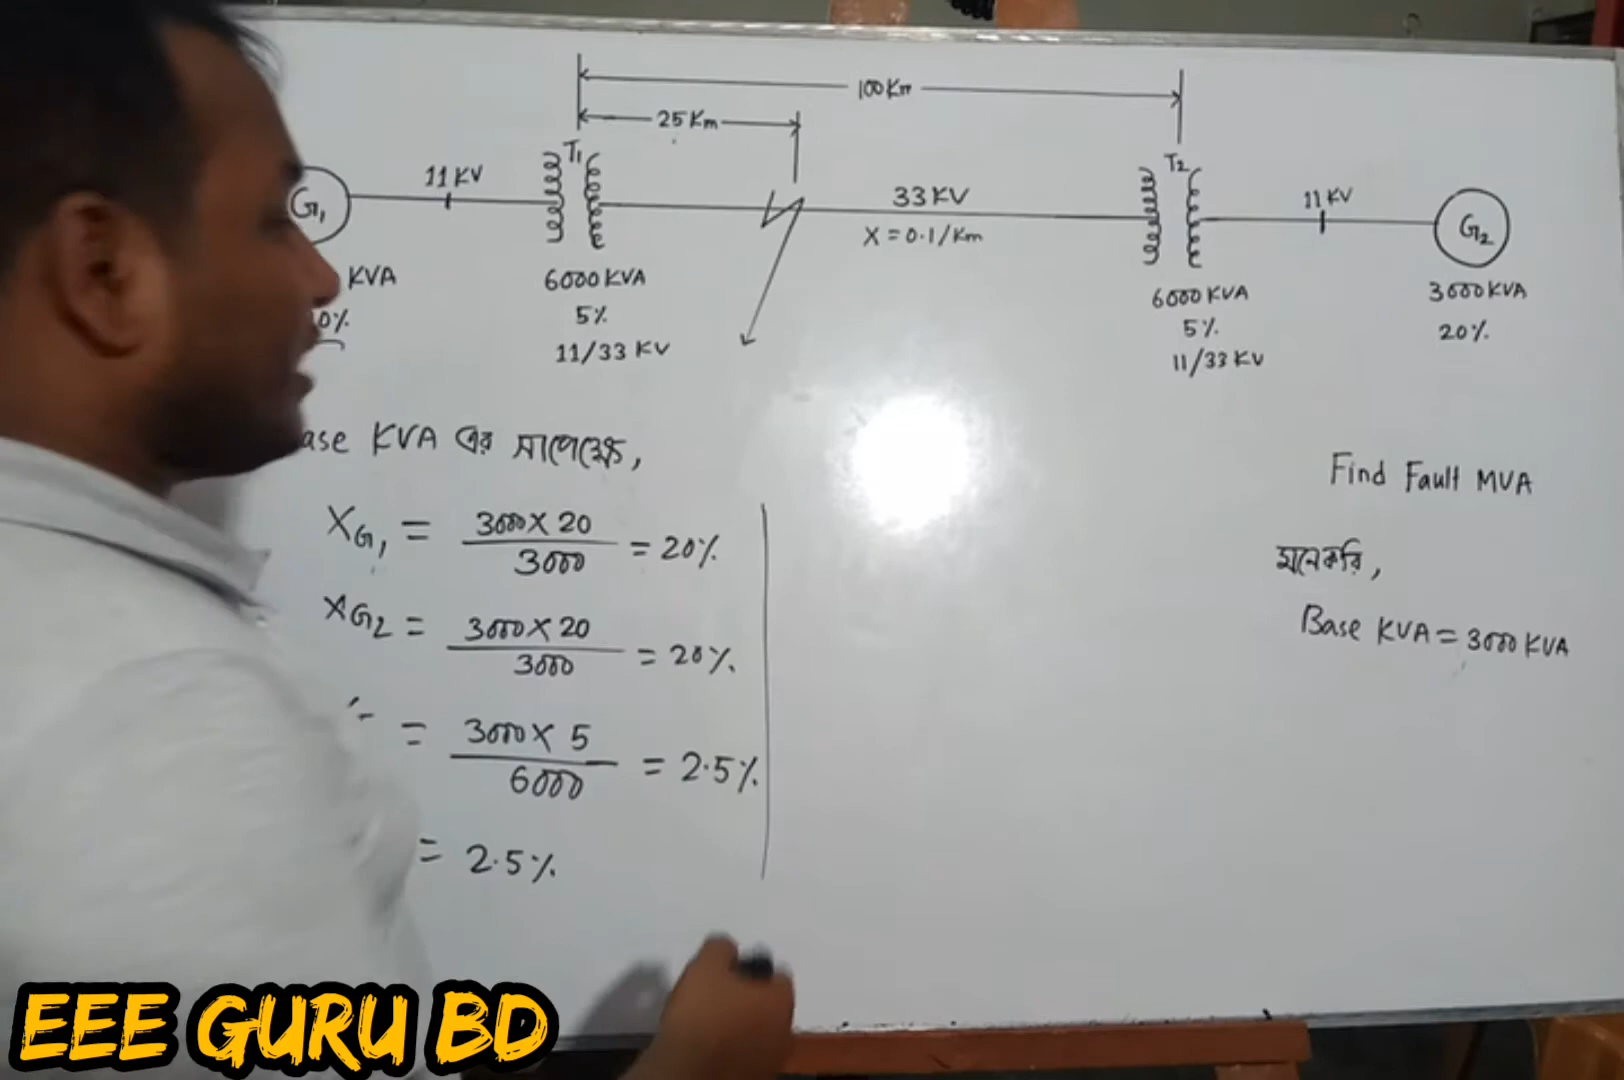 100 Km
25 Km
T1
T2
G1
11 KV
33 KV
X = 0.1/Km
11 KV
G2
KVA
0%
6000 KVA
5%
11/33 KV
6000 KVA
5%
11/33 KV
3000 KVA
20%
ase KVA এর সাপেক্ষে,
XG1 = 3000 X 20 / 3000 = 20%
XG2 = 3000 X 20 / 3000 = 20%
= 3000 X 5 / 6000 = 2.5%
= 2.5%
Find Fault MVA
মনেকরি,
Base KVA = 3000 KVA
EEE GURU BD